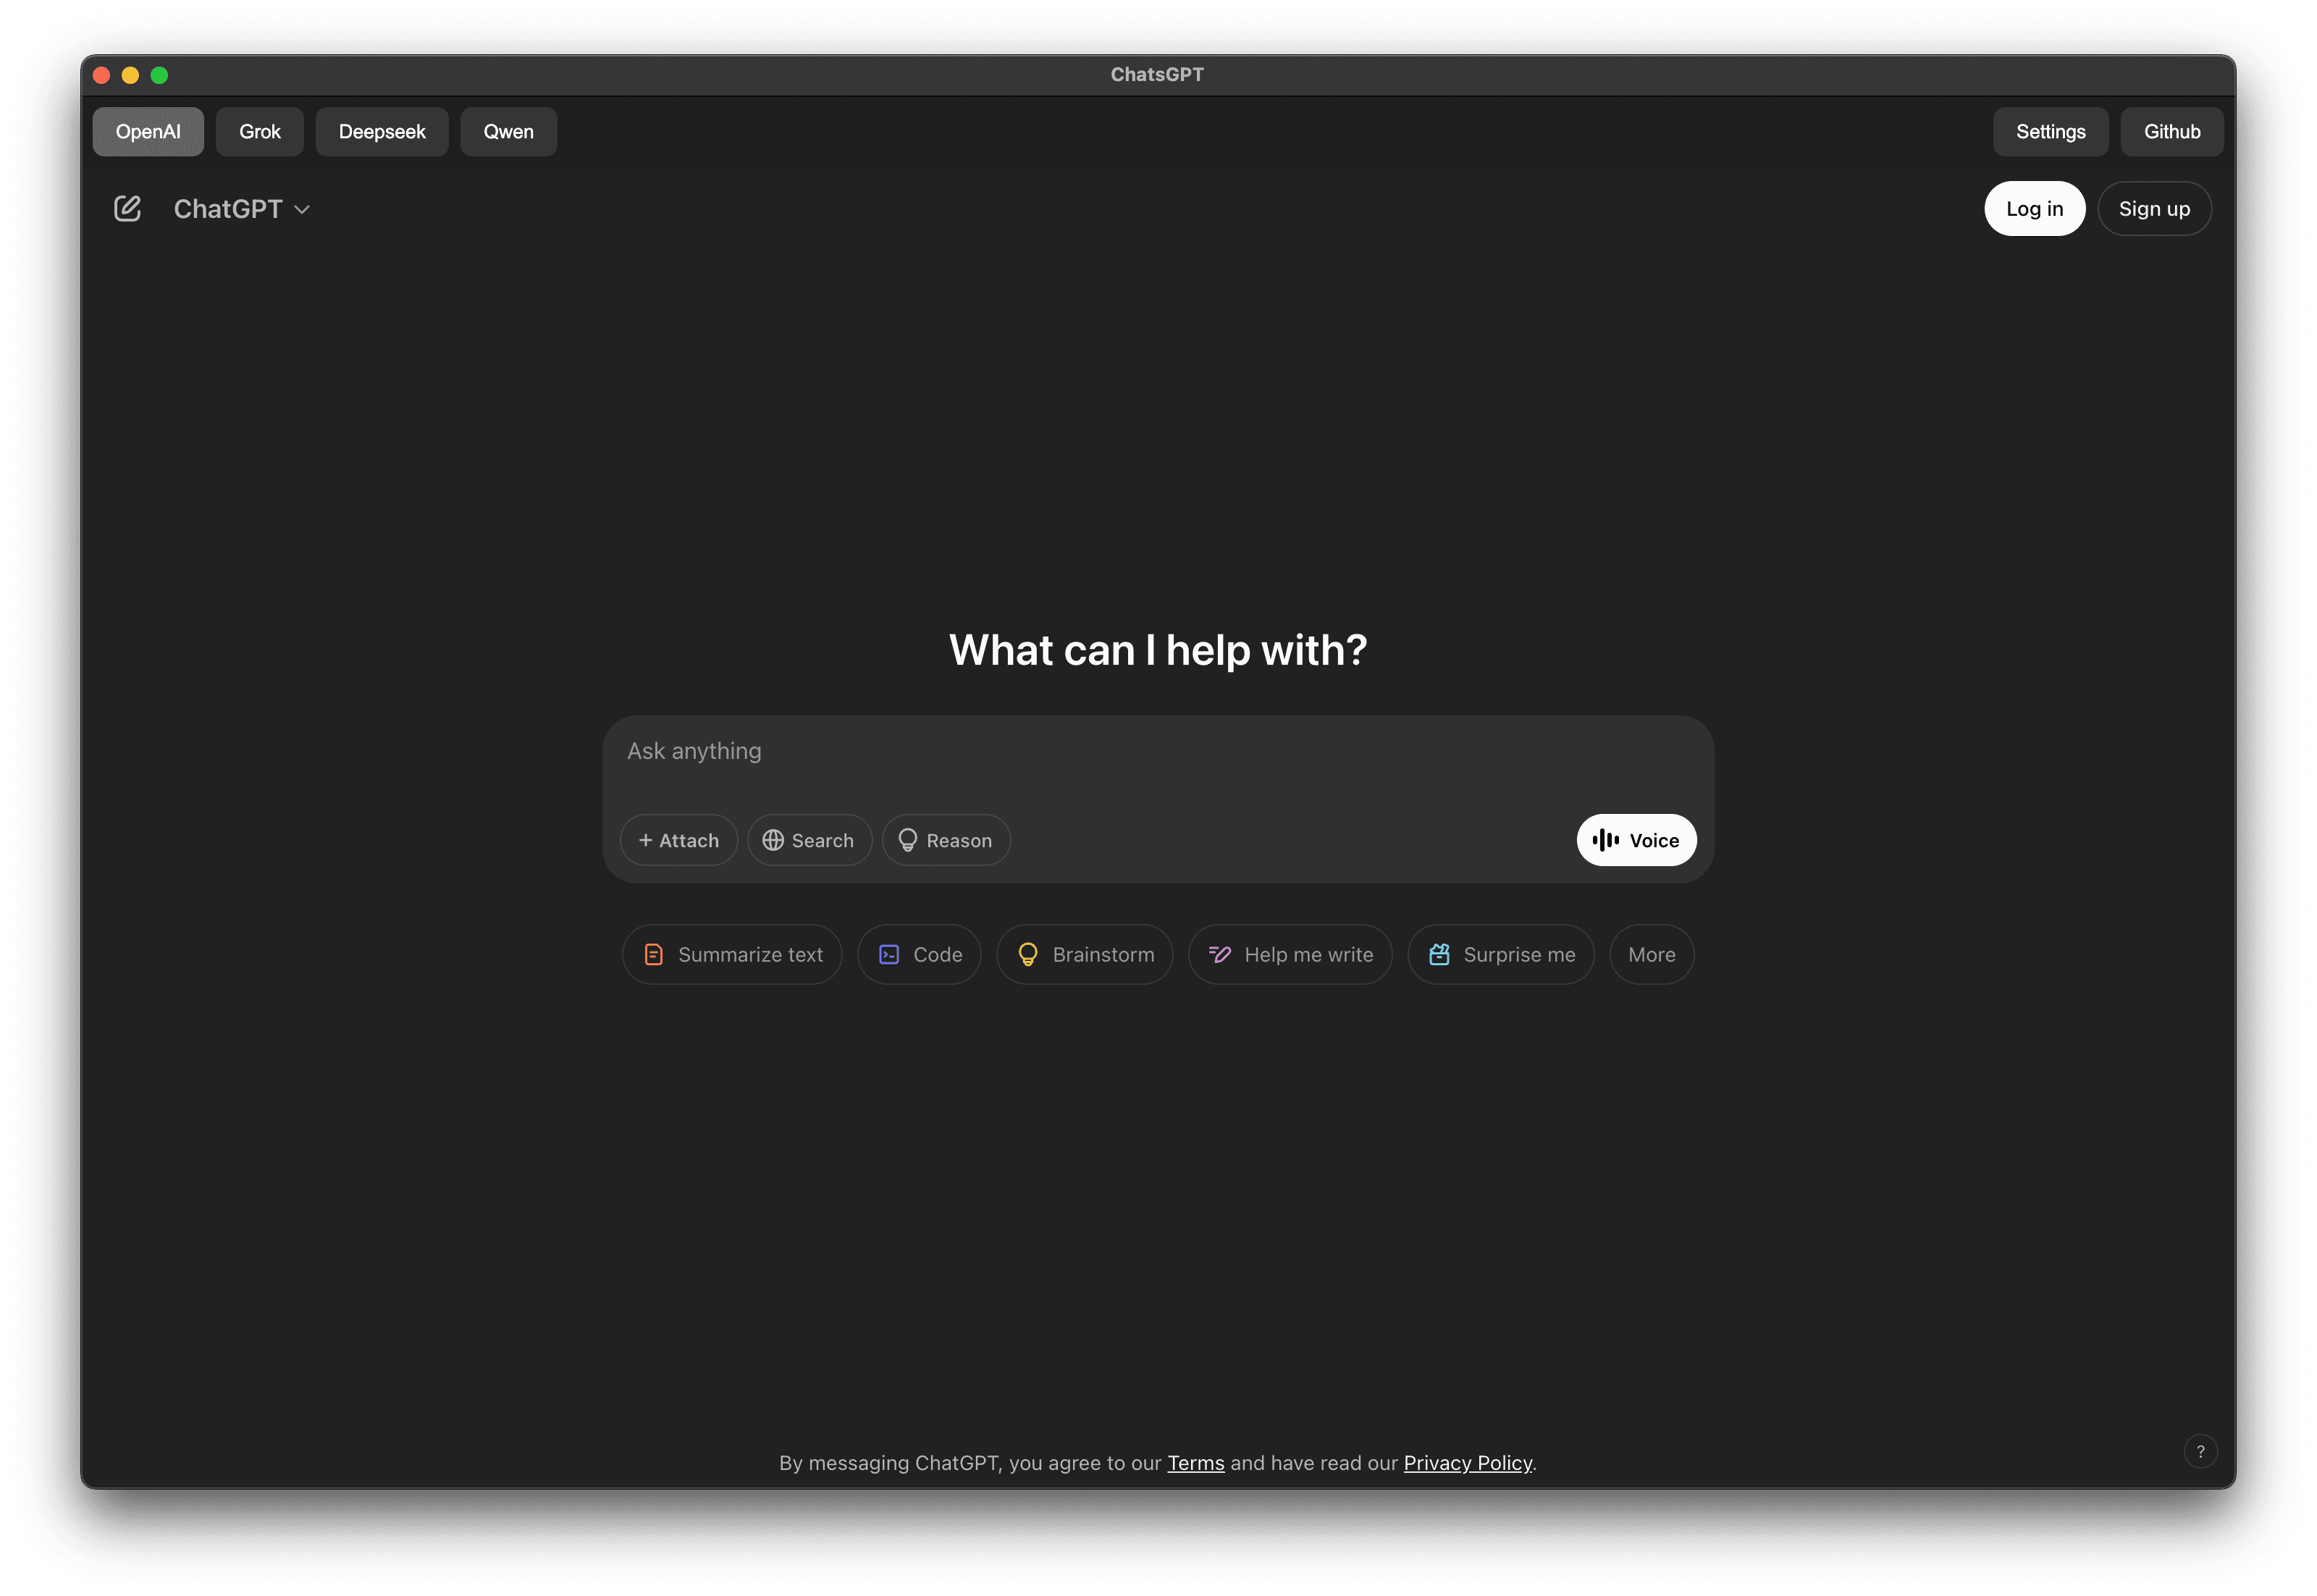 ChatsGPT
OpenAI Grok Deepseek Qwen Settings Github
ChatGPT Log in Sign up
What can I help with?
Ask anything
+ Attach Search Reason Voice
Summarize text Code Brainstorm Help me write Surprise me More
By messaging ChatGPT, you agree to our Terms and have read our Privacy Policy.
?